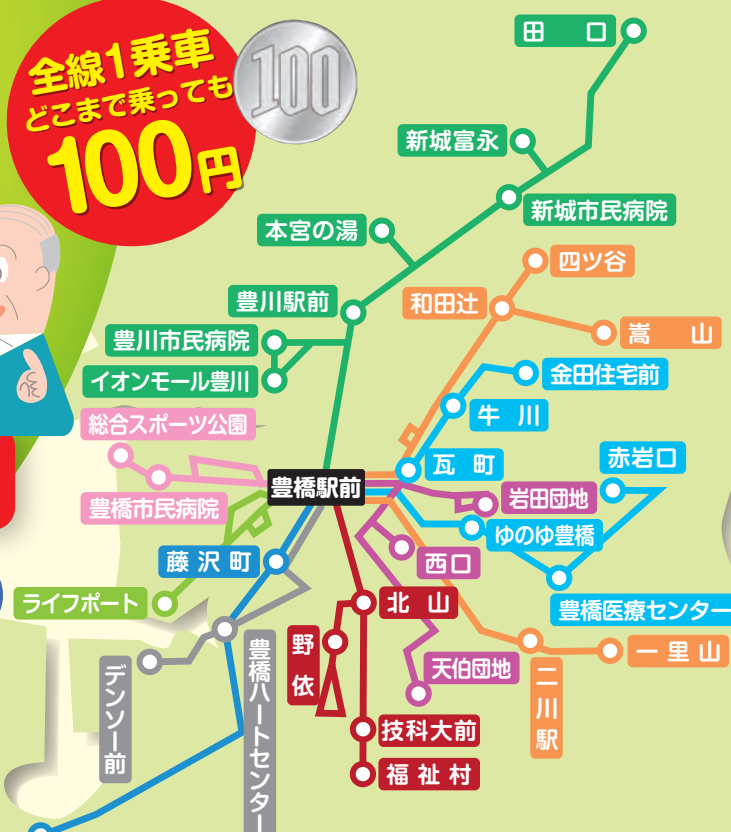 全線1乗車
どこまで乗っても
100円
100
田口
新城富永
新城市民病院
本宮の湯
四ツ谷
豊川駅前
和田辻
嵩山
豊川市民病院
イオンモール豊川
金田住宅前
総合スポーツ公園
牛川
豊橋市民病院
豊橋駅前
瓦町
赤岩口
岩田団地
ゆのゆ豊橋
藤沢町
西口
ライフポート
北山
豊橋医療センター
野依
豊橋ハートセンター
天伯団地
一里山
二川駅
デンソー前
技科大前
福祉村